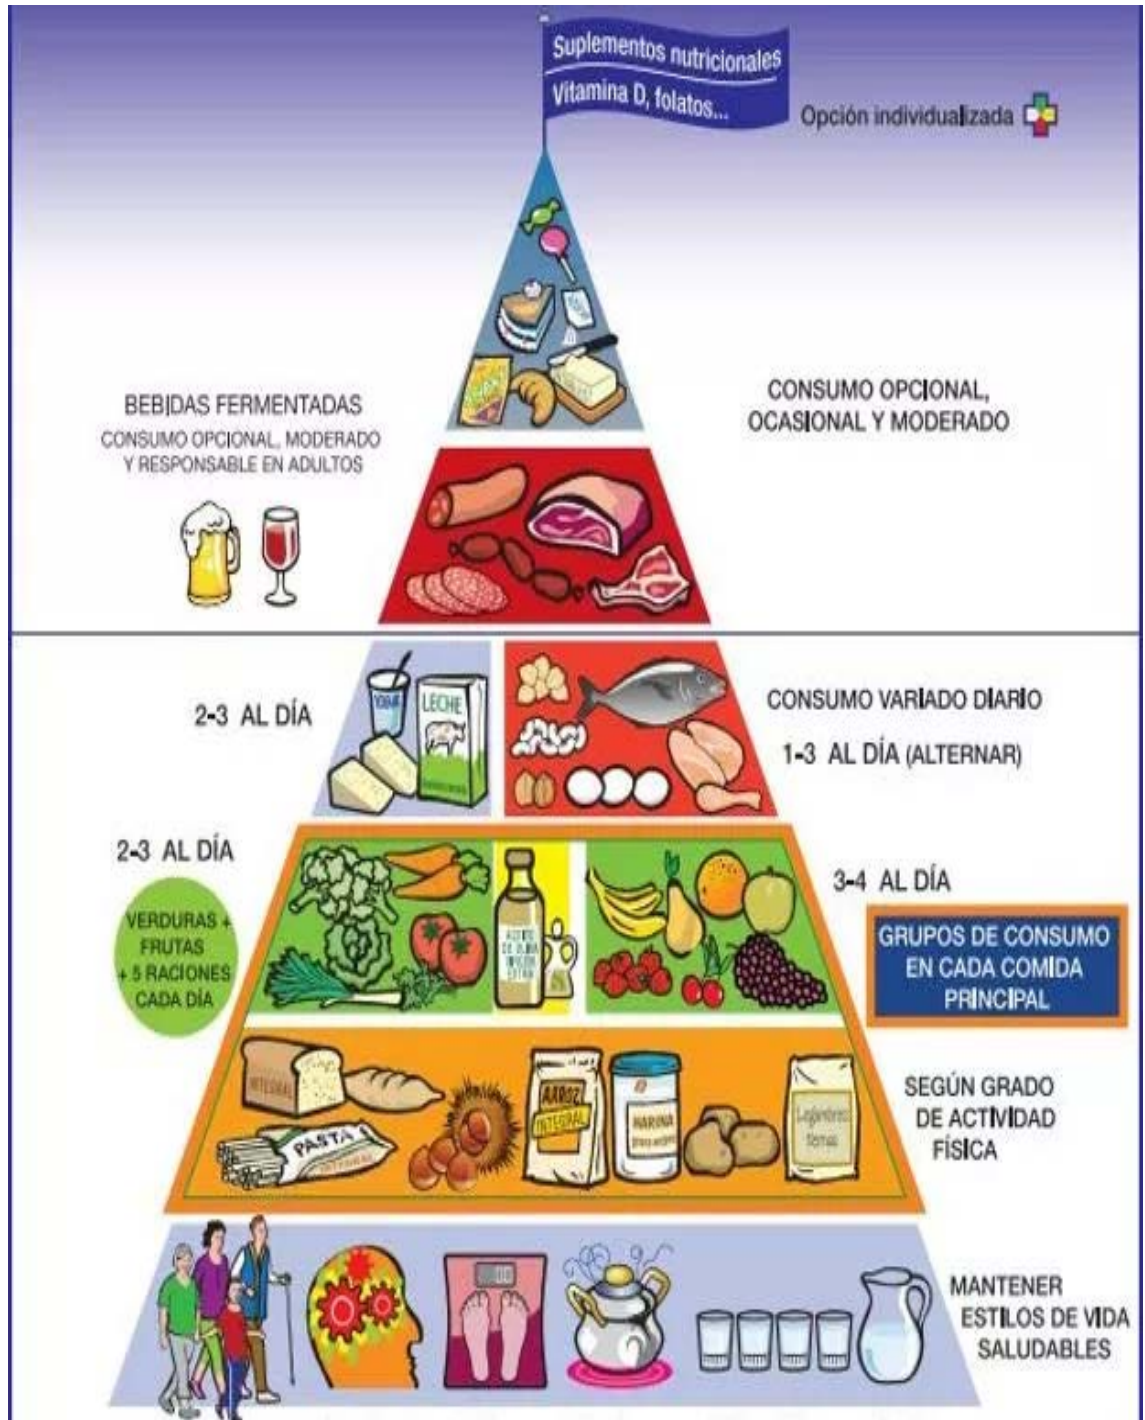 Suplementos nutricionales
Vitamina D, folatos...
Opción individualizada
BEBIDAS FERMENTADAS
CONSUMO OPCIONAL, MODERADO
Y RESPONSABLE EN ADULTOS
CONSUMO OPCIONAL,
OCASIONAL Y MODERADO
2-3 AL DÍA
LECHE
CONSUMO VARIADO DIARIO
1-3 AL DÍA (ALTERNAR)
2-3 AL DÍA
VERDURAS +
FRUTAS
+ 5 RACIONES
CADA DÍA
ACEITE
DE OLIVA
VIRGEN
EXTRA
3-4 AL DÍA
GRUPOS DE CONSUMO
EN CADA COMIDA
PRINCIPAL
INTEGRAL
PASTA
ARROZ
INTEGRAL
HARINA
Legumbres
tiernas
SEGÚN GRADO
DE ACTIVIDAD
FÍSICA
MANTENER
ESTILOS DE VIDA
SALUDABLES